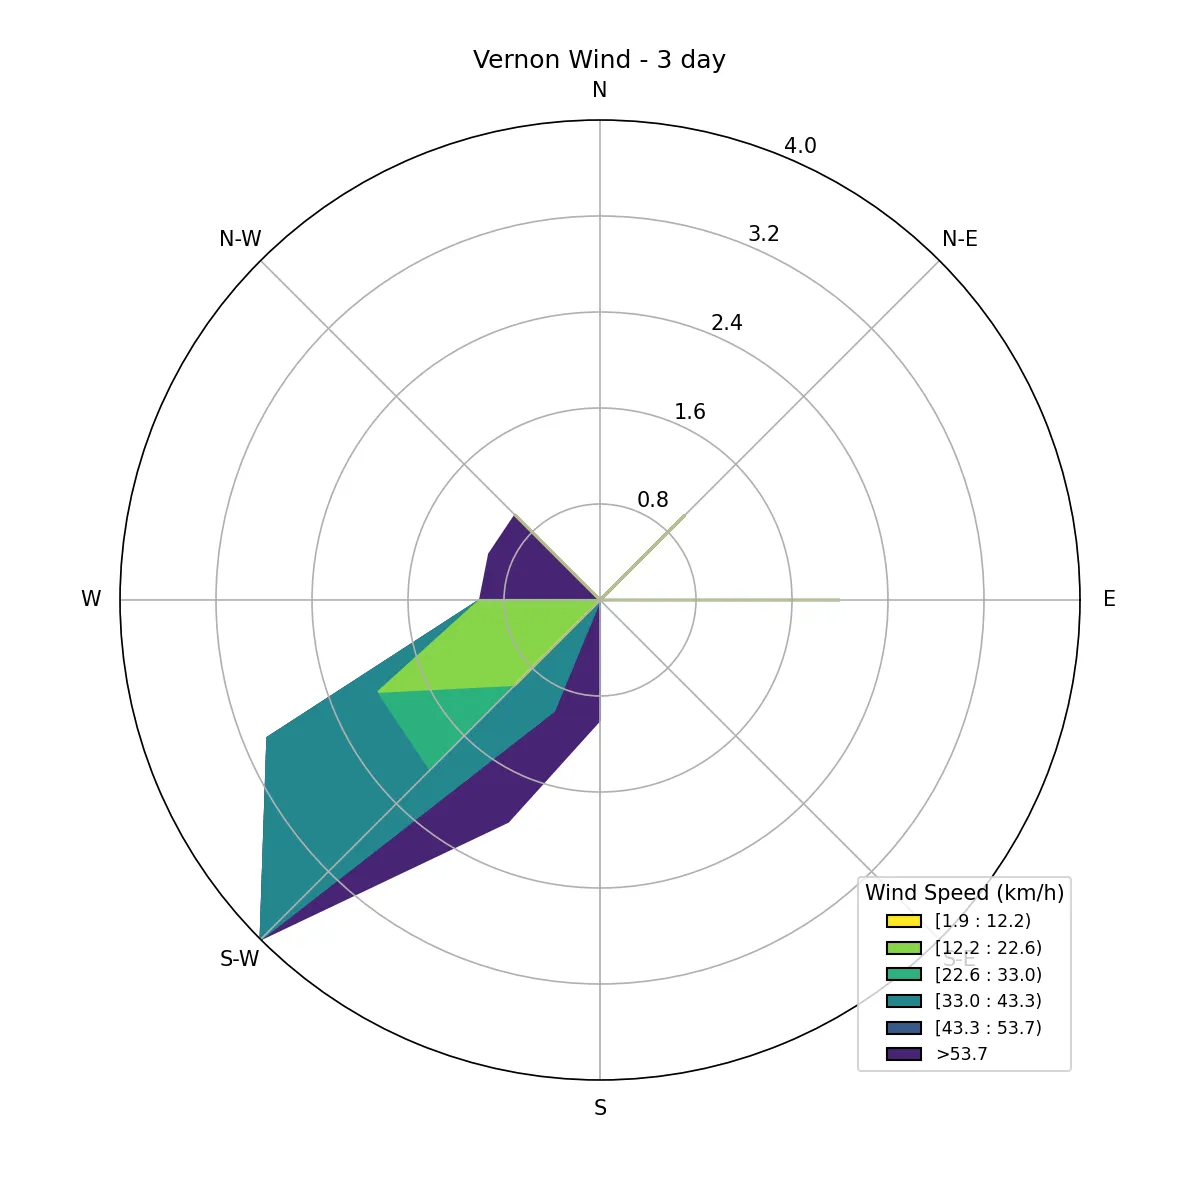 Vernon Wind - 3 day
N
4.0
N-W
3.2
N-E
2.4
1.6
0.8
W
E
S-W
S-E
S
Wind Speed (km/h)
[1.9 : 12.2)
[12.2 : 22.6)
[22.6 : 33.0)
[33.0 : 43.3)
[43.3 : 53.7)
>53.7